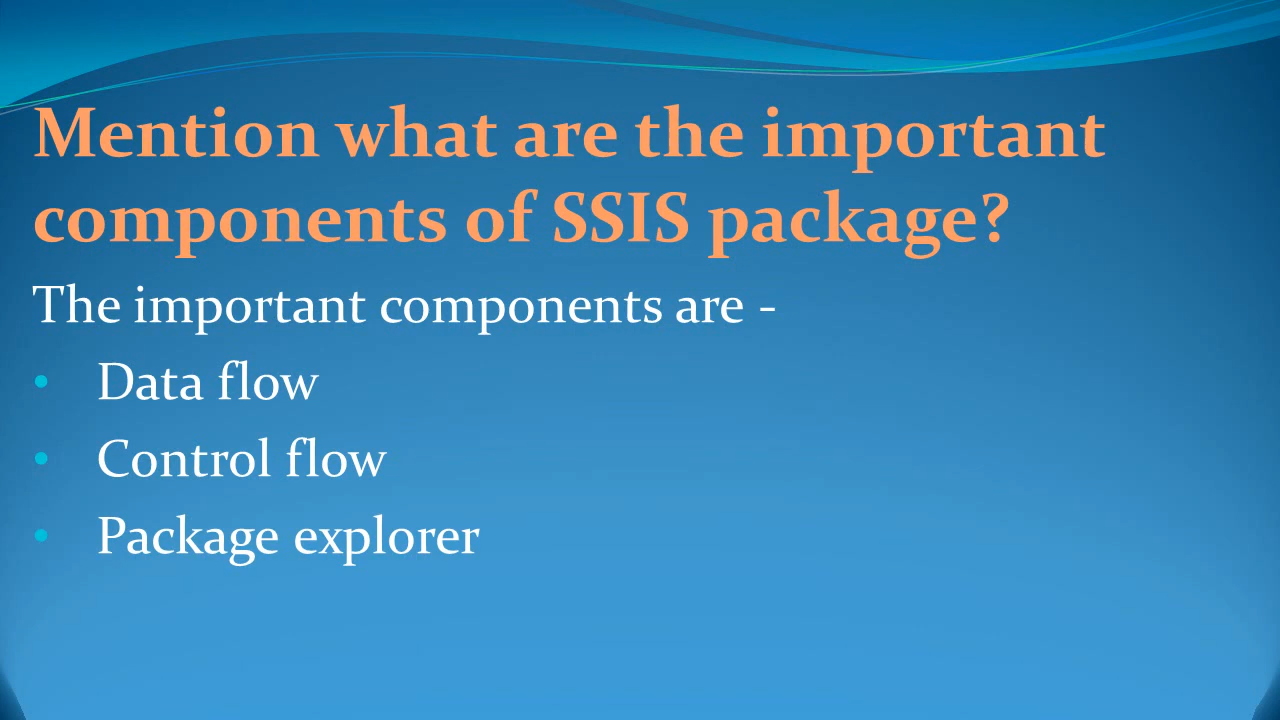 Mention what are the important
components of SSIS package?
The important components are -
• Data flow
• Control flow
• Package explorer